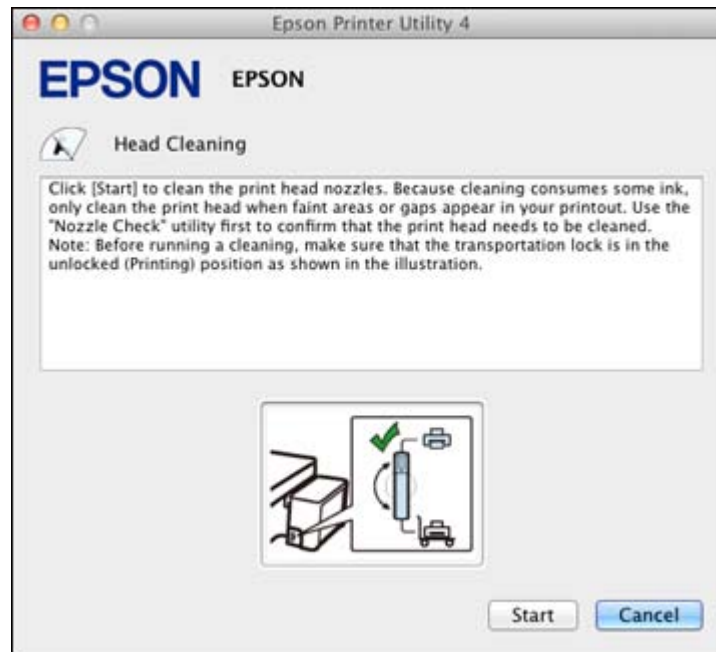 Epson Printer Utility 4
EPSON EPSON
Head Cleaning
Click [Start] to clean the print head nozzles. Because cleaning consumes some ink,
only clean the print head when faint areas or gaps appear in your printout. Use the
"Nozzle Check" utility first to confirm that the print head needs to be cleaned.
Note: Before running a cleaning, make sure that the transportation lock is in the
unlocked (Printing) position as shown in the illustration.
Start Cancel